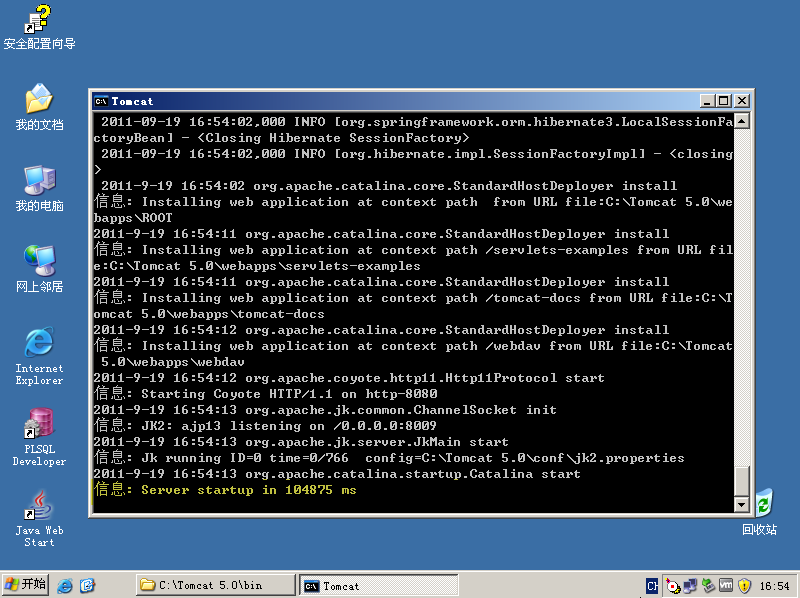 安全配置向导
我的文档
我的电脑
网上邻居
Internet
Explorer
PLSQL
Developer
Java Web
Start
Tomcat
2011-09-19 16:54:02,000 INFO [org.springframework.orm.hibernate3.LocalSessionFa
ctoryBean] - <Closing Hibernate SessionFactory>
2011-09-19 16:54:02,000 INFO [org.hibernate.impl.SessionFactoryImpl] - <closing
>
2011-9-19 16:54:02 org.apache.catalina.core.StandardHostDeployer install
信息: Installing web application at context path  from URL file:C:\Tomcat 5.0\we
bapps\ROOT
2011-9-19 16:54:11 org.apache.catalina.core.StandardHostDeployer install
信息: Installing web application at context path /servlets-examples from URL fil
e:C:\Tomcat 5.0\webapps\servlets-examples
2011-9-19 16:54:11 org.apache.catalina.core.StandardHostDeployer install
信息: Installing web application at context path /tomcat-docs from URL file:C:\T
omcat 5.0\webapps\tomcat-docs
2011-9-19 16:54:12 org.apache.catalina.core.StandardHostDeployer install
信息: Installing web application at context path /webdav from URL file:C:\Tomcat
5.0\webapps\webdav
2011-9-19 16:54:12 org.apache.coyote.http11.Http11Protocol start
信息: Starting Coyote HTTP/1.1 on http-8080
2011-9-19 16:54:13 org.apache.jk.common.ChannelSocket init
信息: JK2: ajp13 listening on /0.0.0.0:8009
2011-9-19 16:54:13 org.apache.jk.server.JkMain start
信息: Jk running ID=0 time=0/766  config=C:\Tomcat 5.0\conf\jk2.properties
2011-9-19 16:54:13 org.apache.catalina.startup.Catalina start
信息: Server startup in 104875 ms
回收站
开始
C:\Tomcat 5.0\bin
Tomcat
CH
vm
16:54